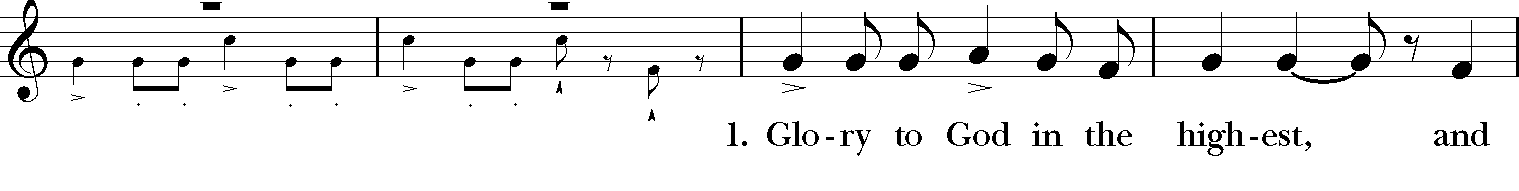 1. Glo-ry to God in the high-est, and